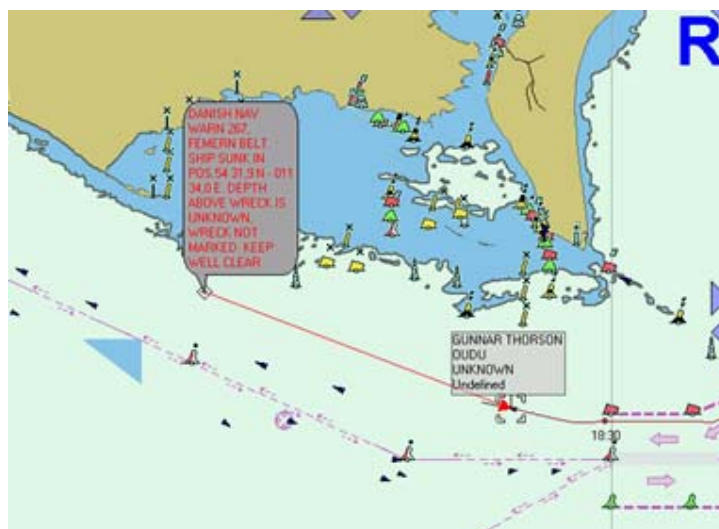 R
DANISH NAV
WARN 267,
FEMERN BELT.
SHIP SUNK IN
POS.54 31,9 N - 011
34,0 E. DEPTH
ABOVE WRECK IS
UNKNOWN.
WRECK NOT
MARKED. KEEP
WELL CLEAR
GUNNAR THORSON
OUDU
UNKNOWN
Undefined
18:30